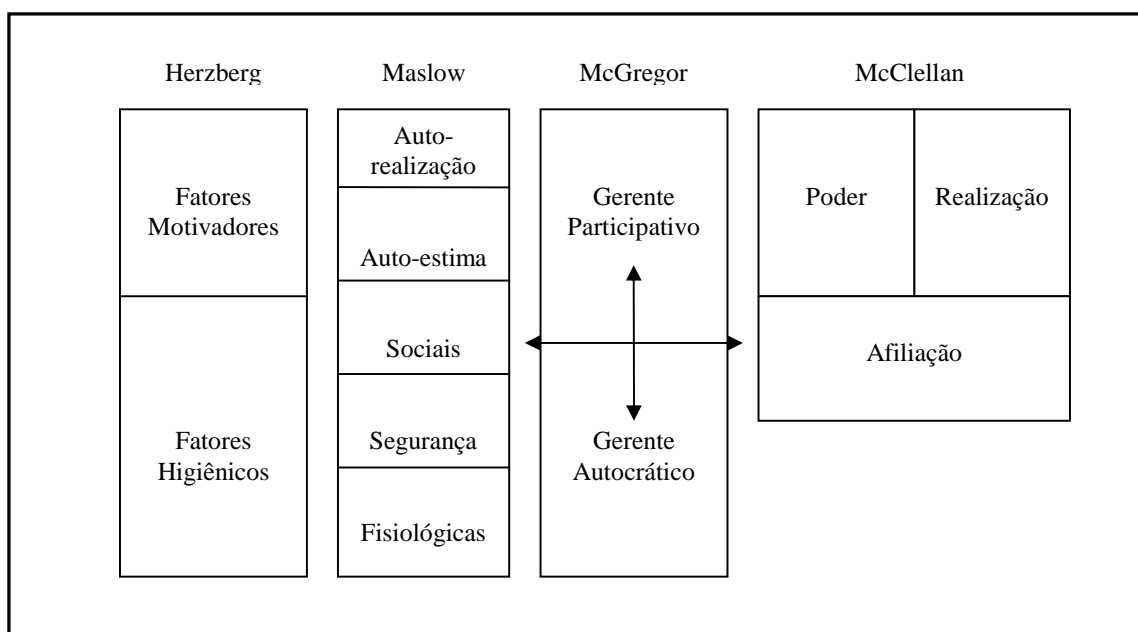 Herzberg
Maslow
McGregor
McClellan
Fatores
Motivadores
Fatores
Higiênicos
Auto-
realização
Auto-estima
Sociais
Segurança
Fisiológicas
Gerente
Participativo
Gerente
Autocrático
Poder
Realização
Afiliação